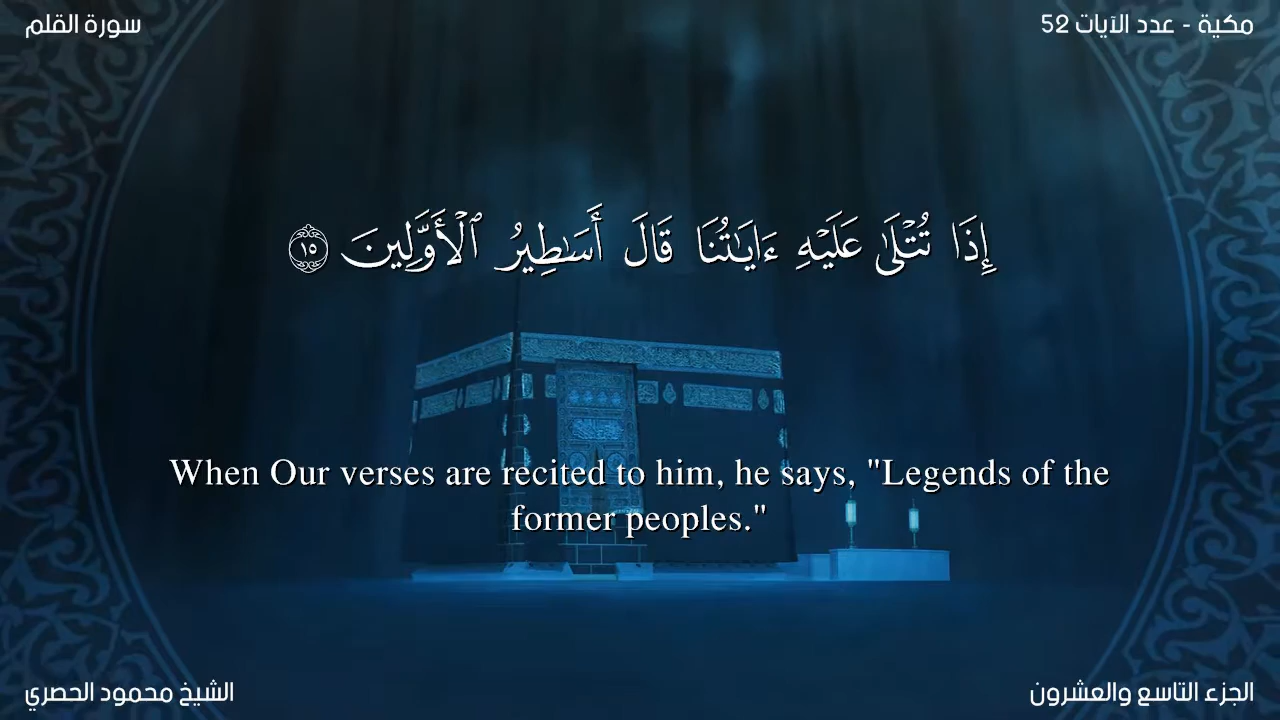 سورة القلم
مكية - عدد الآيات 52
إِذَا تُتْلَىٰ عَلَيْهِ ءَايَـٰتُنَا قَالَ أَسَـٰطِيرُ ٱلْأَوَّلِينَ ١٥
When Our verses are recited to him, he says, "Legends of the
former peoples."
الشيخ محمود الحصري
الجزء التاسع والعشرون